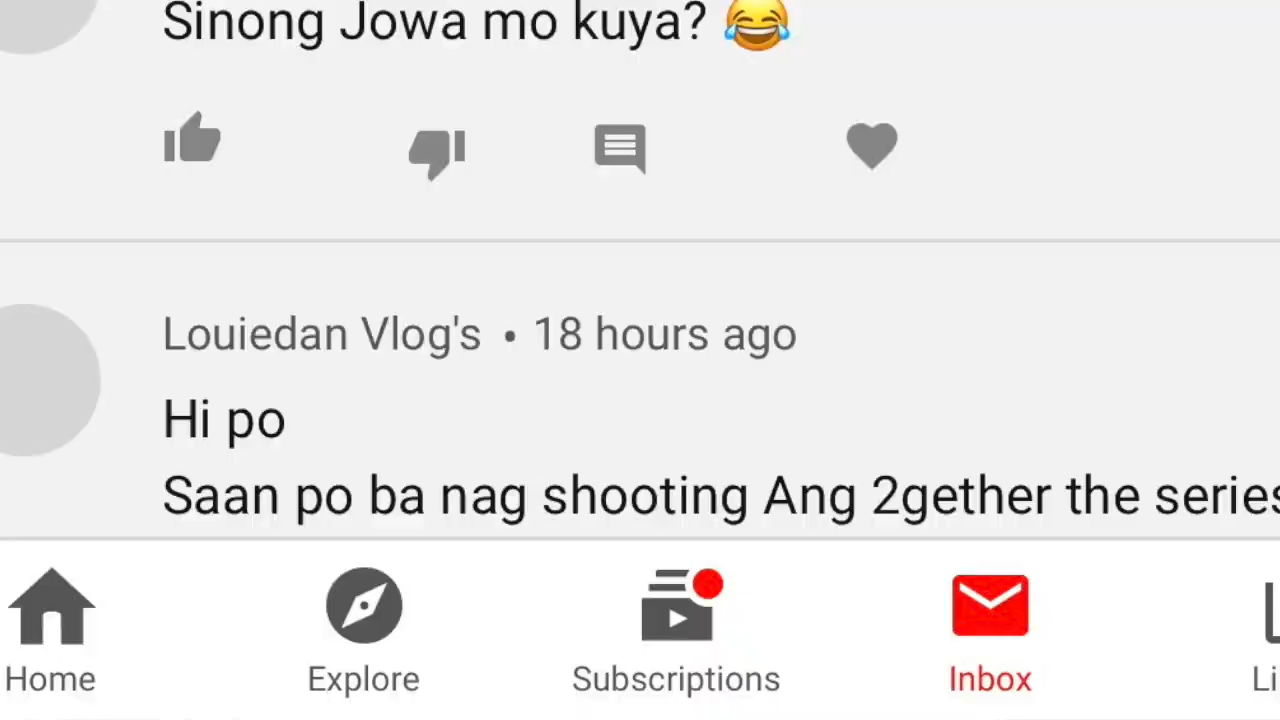 Sinong Jowa mo kuya? 😂
Louiedan Vlog's • 18 hours ago
Hi po
Saan po ba nag shooting Ang 2gether the series
Home Explore Subscriptions Inbox Li